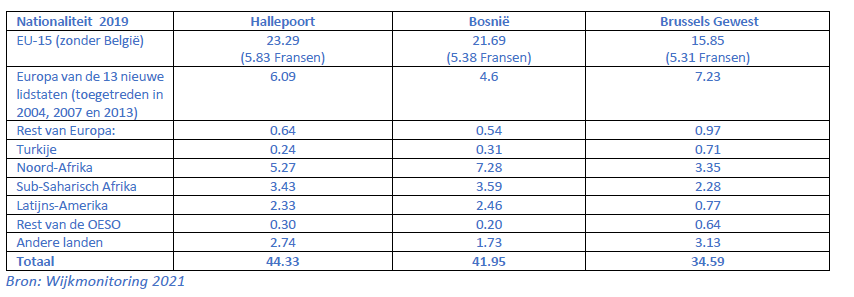 Nationaliteit 2019 Hallepoort Bosnië Brussels Gewest
EU-15 (zonder België) 23.29 21.69 15.85
(5.83 Fransen) (5.38 Fransen) (5.31 Fransen)
Europa van de 13 nieuwe 6.09 4.6 7.23
lidstaten (toegetreden in
2004, 2007 en 2013)
Rest van Europa: 0.64 0.54 0.97
Turkije 0.24 0.31 0.71
Noord-Afrika 5.27 7.28 3.35
Sub-Saharisch Afrika 3.43 3.59 2.28
Latijns-Amerika 2.33 2.46 0.77
Rest van de OESO 0.30 0.20 0.64
Andere landen 2.74 1.73 3.13
Totaal 44.33 41.95 34.59
Bron: Wijkmonitoring 2021